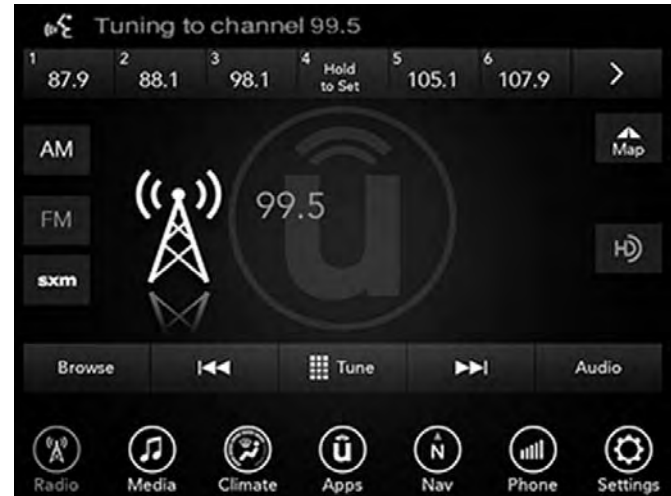 Tuning to channel 99.5
1 87.9
2 88.1
3 98.1
4 Hold
to Set
5 105.1
6 107.9
AM
Map
99.5
FM
HD
sxm
Browse
Tune
Audio
N
Radio
Media
Climate
Apps
Nav
Phone
Settings